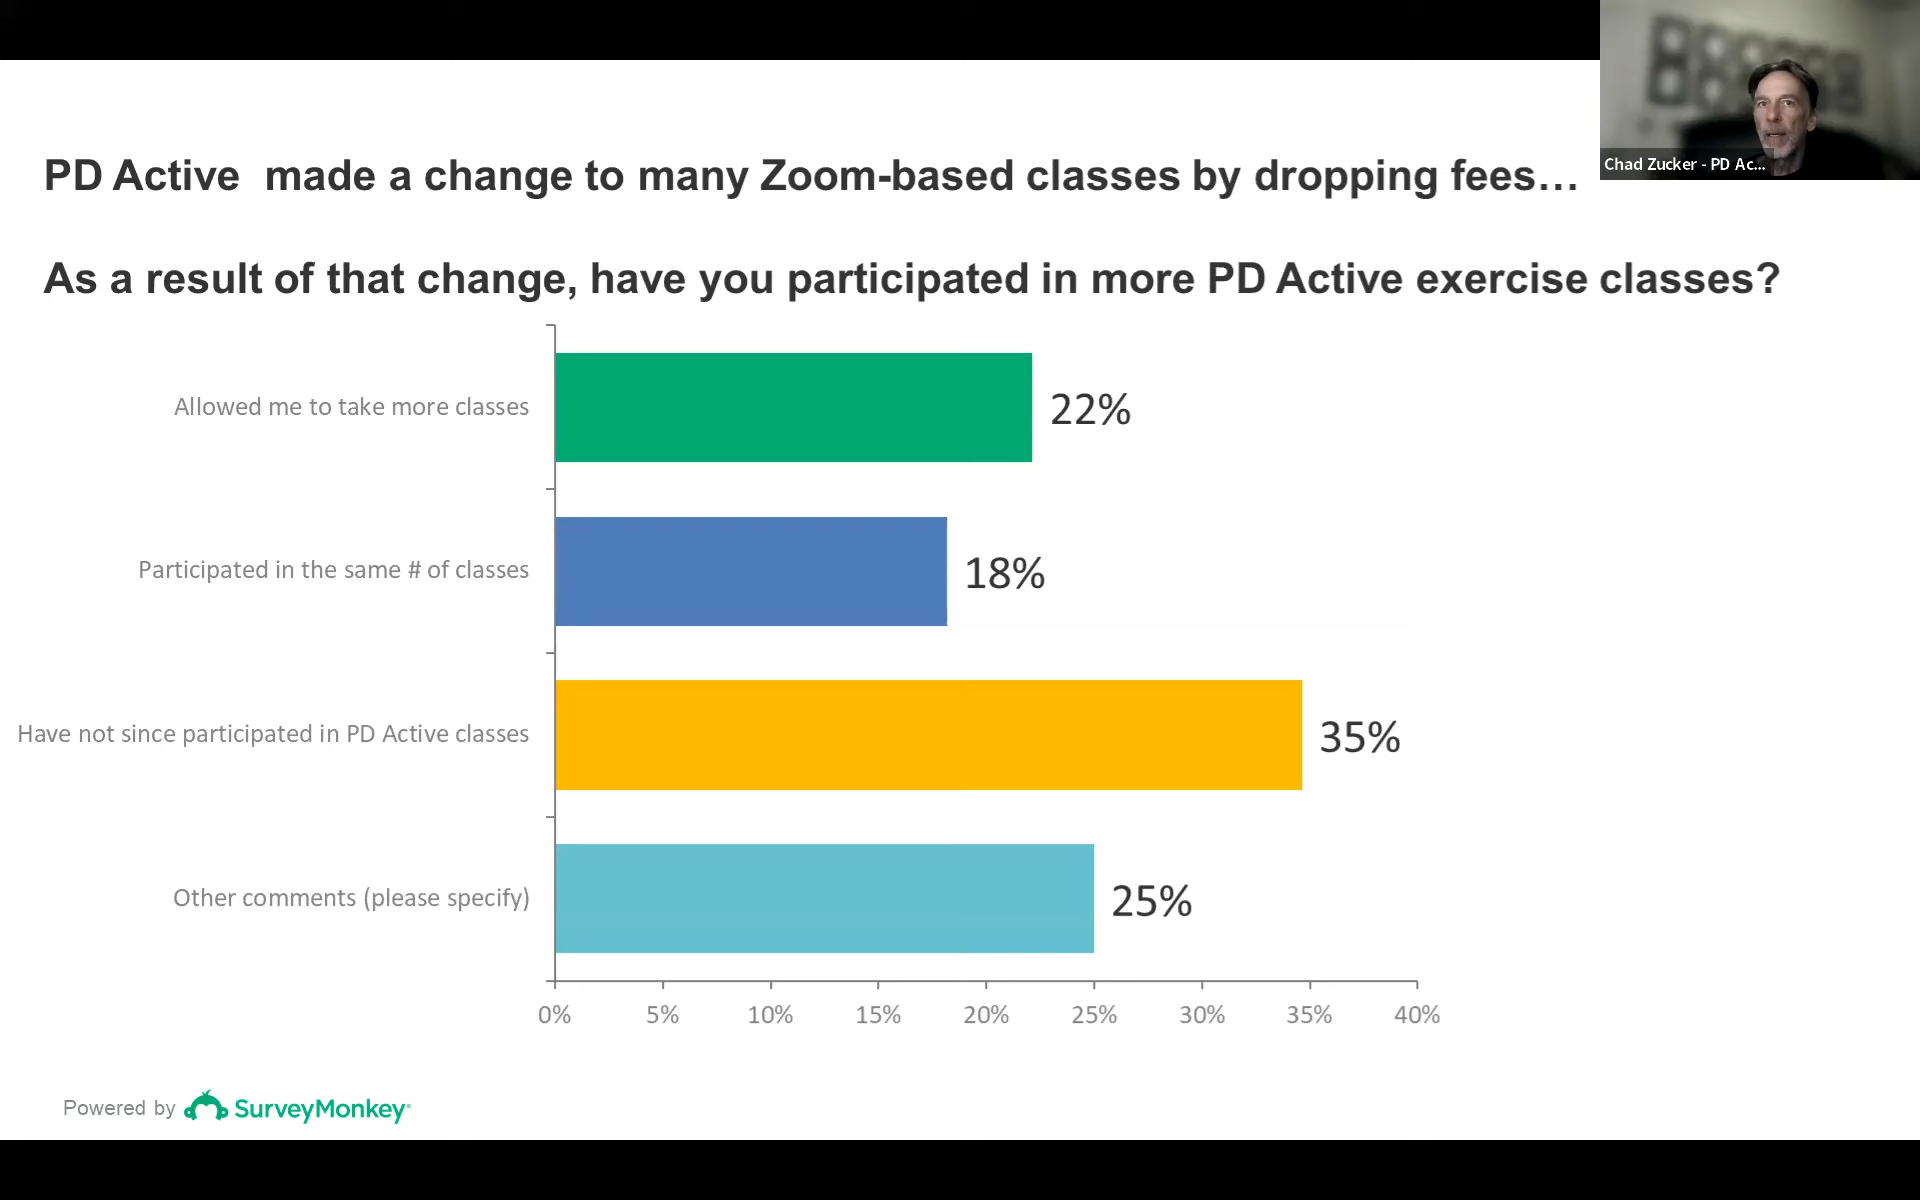 Chad Zucker - PD Ac...
PD Active  made a change to many Zoom-based classes by dropping fees…
As a result of that change, have you participated in more PD Active exercise classes?
Allowed me to take more classes
22%
Participated in the same # of classes
18%
Have not since participated in PD Active classes
35%
Other comments (please specify)
25%
0% 5% 10% 15% 20% 25% 30% 35% 40%
Powered by SurveyMonkey®